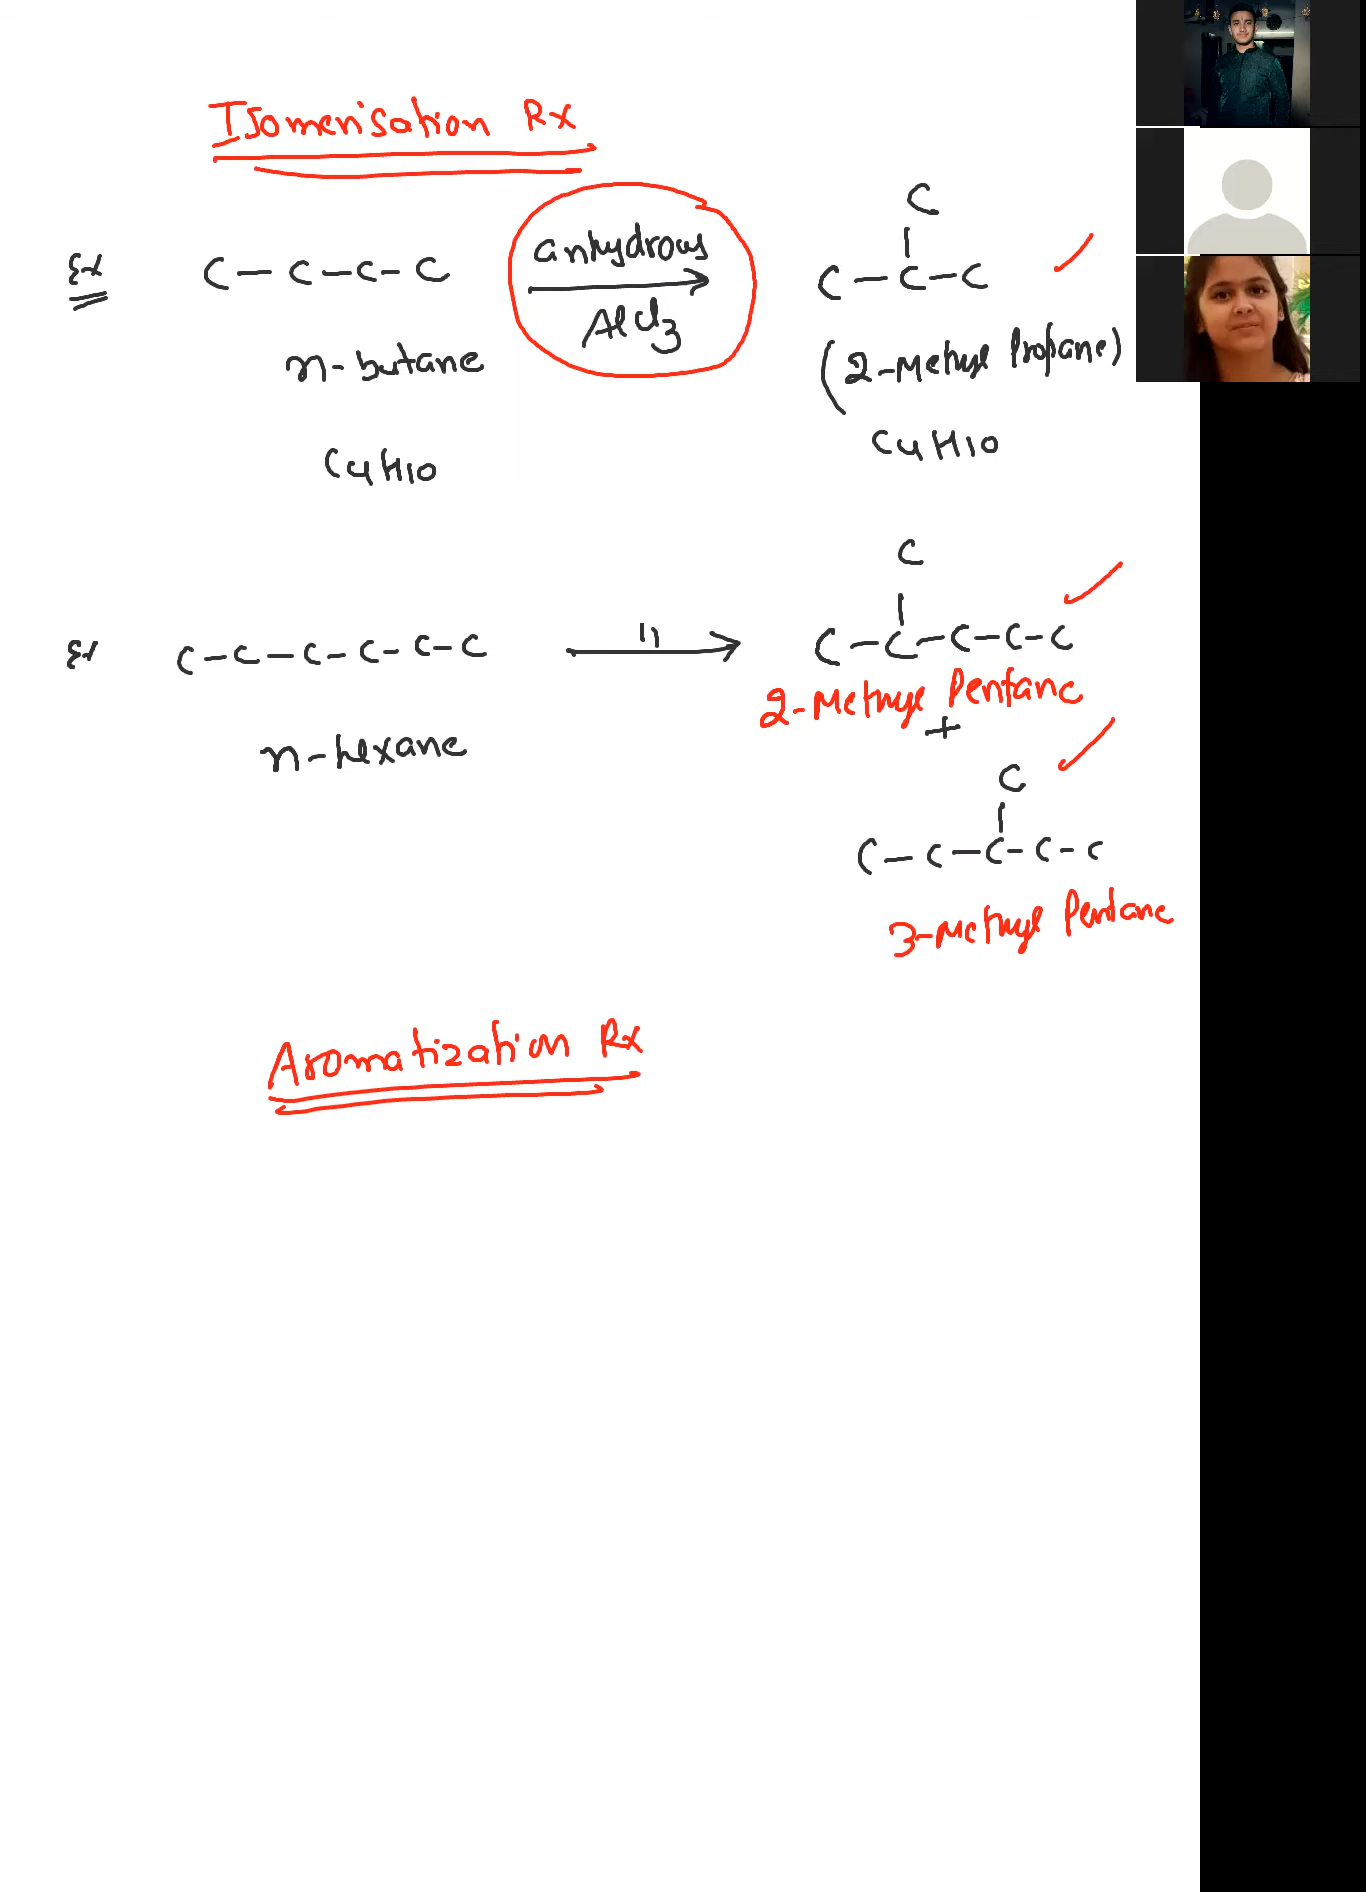 Isomerisation Rx
Ex C - C - C - C anhydrous AlCl3 C - C - C
C
n-butane (2-Methyl Propane)
C4H10 C4H10
C
Ex C - C - C - C - C - C 11 C - C - C - C - C
2-Methyl Pentane
n-hexane +
C
C - C - C - C - C
3-Methyl Pentane
Aromatization Rx